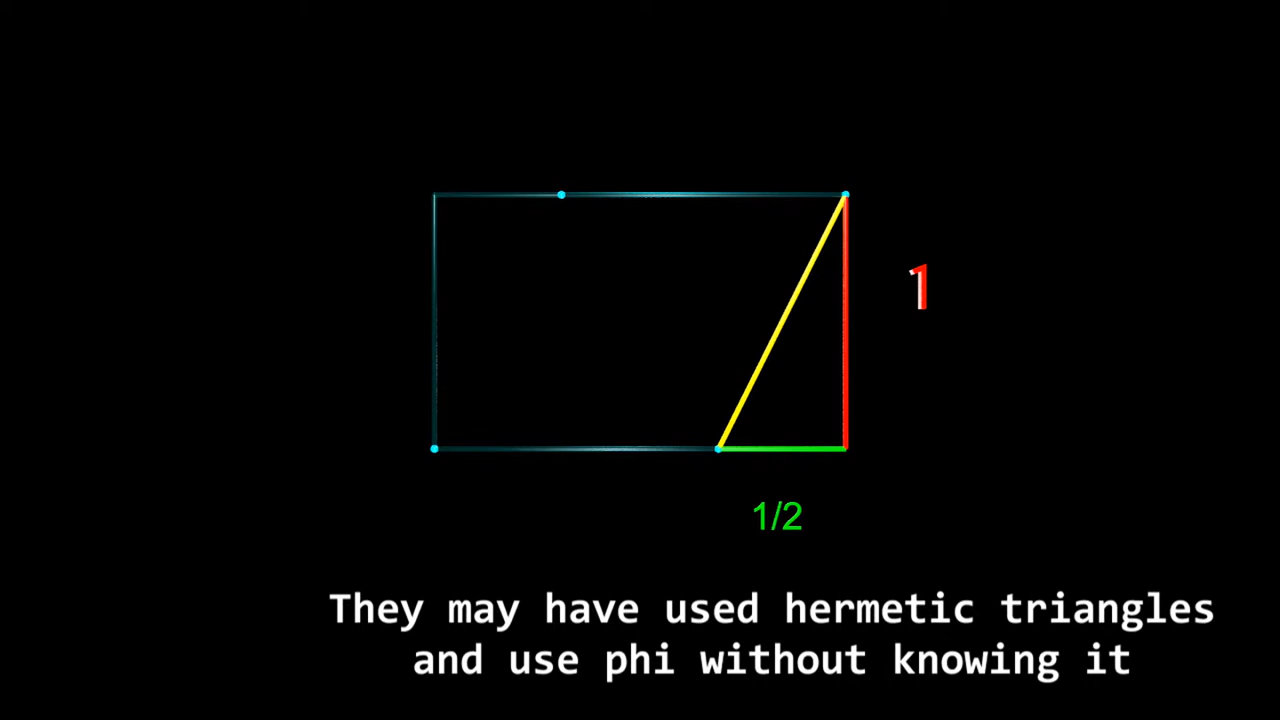 1
1/2
They may have used hermetic triangles
and use phi without knowing it